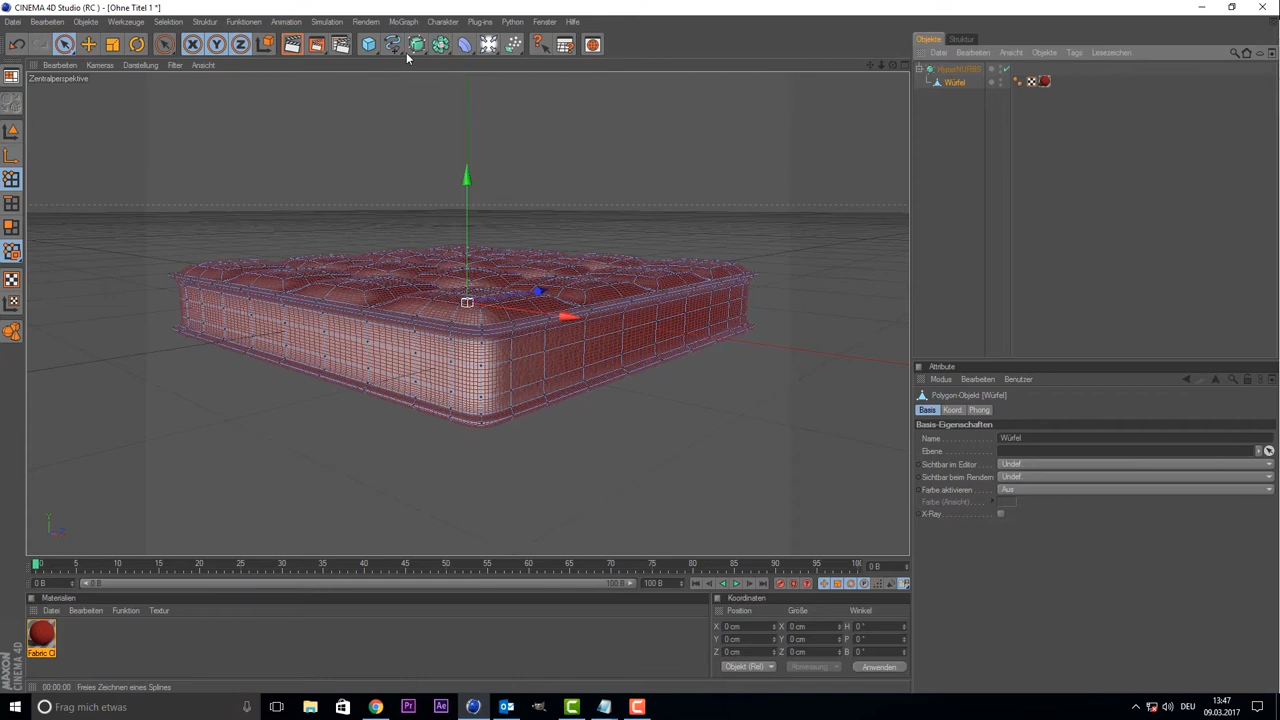 CINEMA 4D Studio (RC ) - [Ohne Titel 1 *]
Datei Bearbeiten Objekte Werkzeuge Selektion Struktur Funktionen Animation Simulation Rendern MoGraph Charakter Plug-ins Python Fenster Hilfe
Objekte Struktur
Datei Bearbeiten Ansicht Objekte Tags Lesezeichen
Bearbeiten Kameras Darstellung Filter Ansicht
Zentralperspektive
HyperNURBS
Würfel
Attribute
Modus Bearbeiten Benutzer
Polygon-Objekt [Würfel]
Basis Koord. Phong
Basis-Eigenschaften
Name Würfel
Ebene
Sichtbar im Editor Undef.
Sichtbar beim Rendern Undef.
Farbe aktivieren Aus
Farbe (Ansicht)
X-Ray
Y
Z
0 5 10 15 20 25 30 35 40 45 50 55 60 65 70 75 80 85 90 95 100 0 B
0 B 0 B 100 B 100 B
Materialien
Datei Bearbeiten Funktion Textur
Fabric Cl
Koordinaten
Position Größe Winkel
X 0 cm X 0 cm H 0 °
Y 0 cm Y 0 cm P 0 °
Z 0 cm Z 0 cm B 0 °
Objekt (Rel) Abmessung Anwenden
MAXON
CINEMA 4D
00:00:00 Freies Zeichnen eines Splines
Frag mich etwas
Pr
Ae
DEU
13:47
09.03.2017